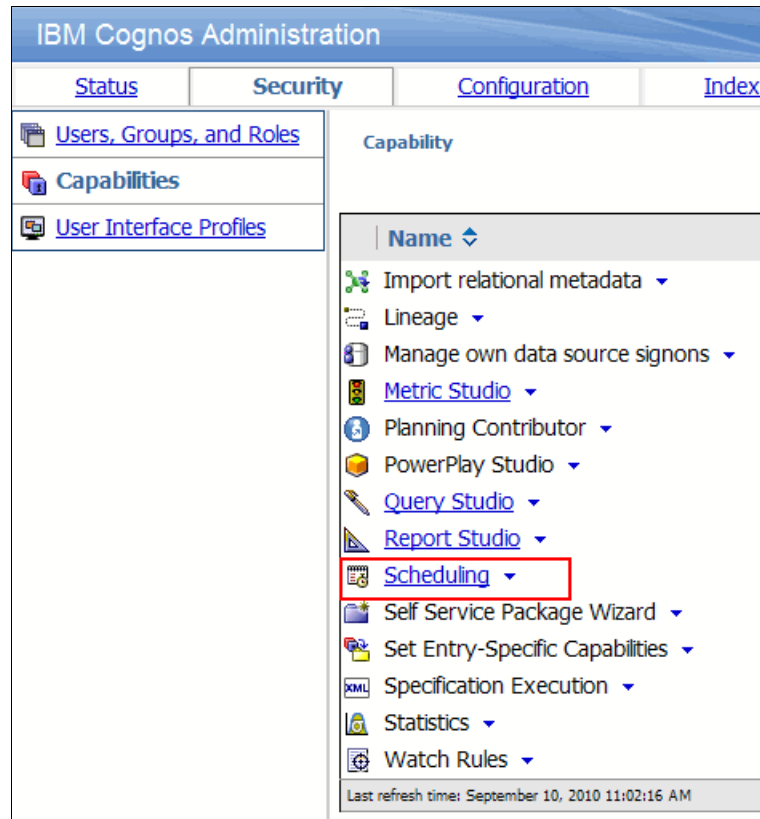 IBM Cognos Administration
Status Security Configuration Index
Users, Groups, and Roles
Capabilities
User Interface Profiles
Capability
Name
Import relational metadata
Lineage
Manage own data source signons
Metric Studio
Planning Contributor
PowerPlay Studio
Query Studio
Report Studio
Scheduling
Self Service Package Wizard
Set Entry-Specific Capabilities
XML Specification Execution
Statistics
Watch Rules
Last refresh time: September 10, 2010 11:02:16 AM